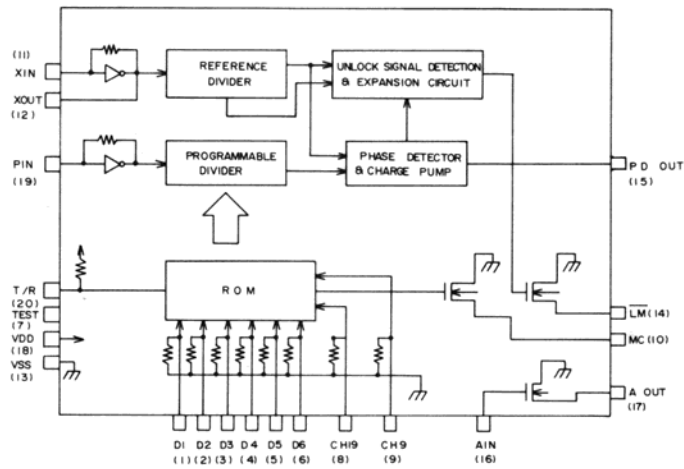 (11)
XIN
XOUT
(12)
PIN
(19)
REFERENCE
DIVIDER
UNLOCK SIGNAL DETECTION
& EXPANSION CIRCUIT
PROGRAMMABLE
DIVIDER
PHASE DETECTOR
& CHARGE PUMP
PD OUT
(15)
T/R
(20)
TEST
(7)
VDD
(18)
VSS
(13)
ROM
LM(14)
MC(10)
A OUT
(17)
D1 D2 D3 D4 D5 D6 CH19 CH9 AIN
(1) (2) (3) (4) (5) (6) (8) (9) (16)